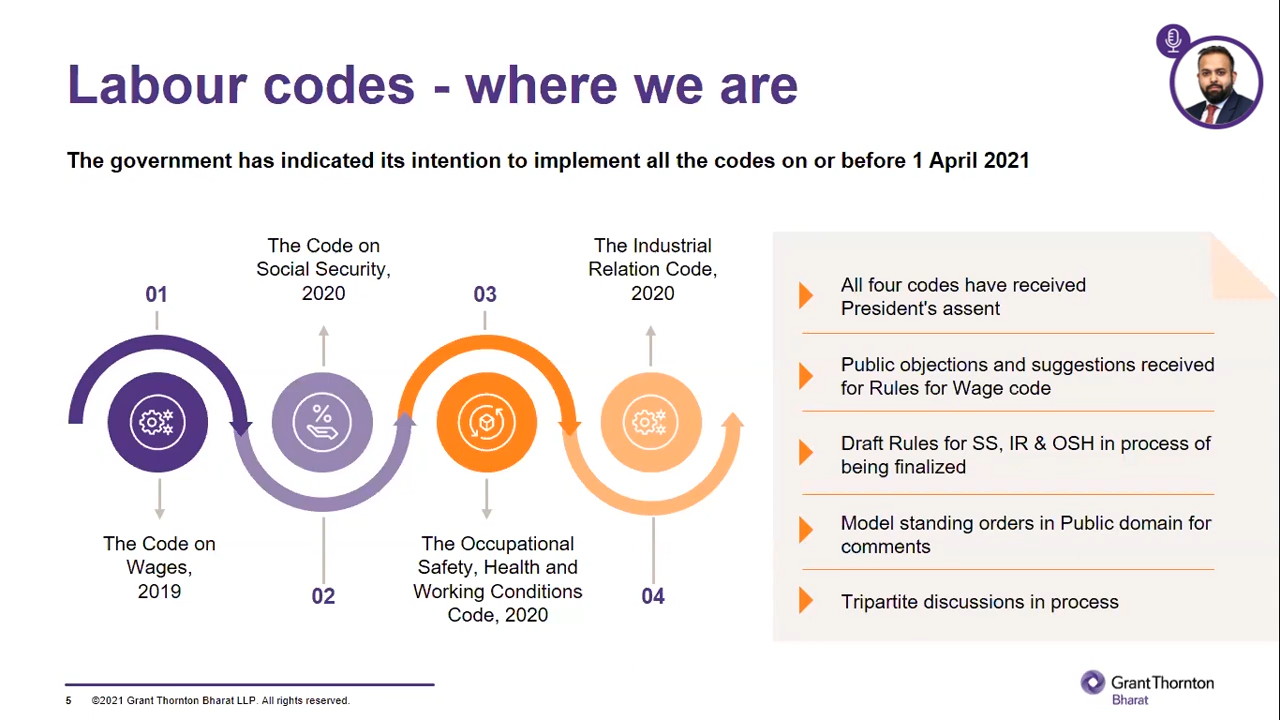 Labour codes - where we are
The government has indicated its intention to implement all the codes on or before 1 April 2021
01
The Code on
Wages,
2019
The Code on
Social Security,
2020
02
03
The Occupational
Safety, Health and
Working Conditions
Code, 2020
The Industrial
Relation Code,
2020
04
All four codes have received
President's assent
Public objections and suggestions received
for Rules for Wage code
Draft Rules for SS, IR & OSH in process of
being finalized
Model standing orders in Public domain for
comments
Tripartite discussions in process
5 ©2021 Grant Thornton Bharat LLP. All rights reserved.
GrantThornton
Bharat